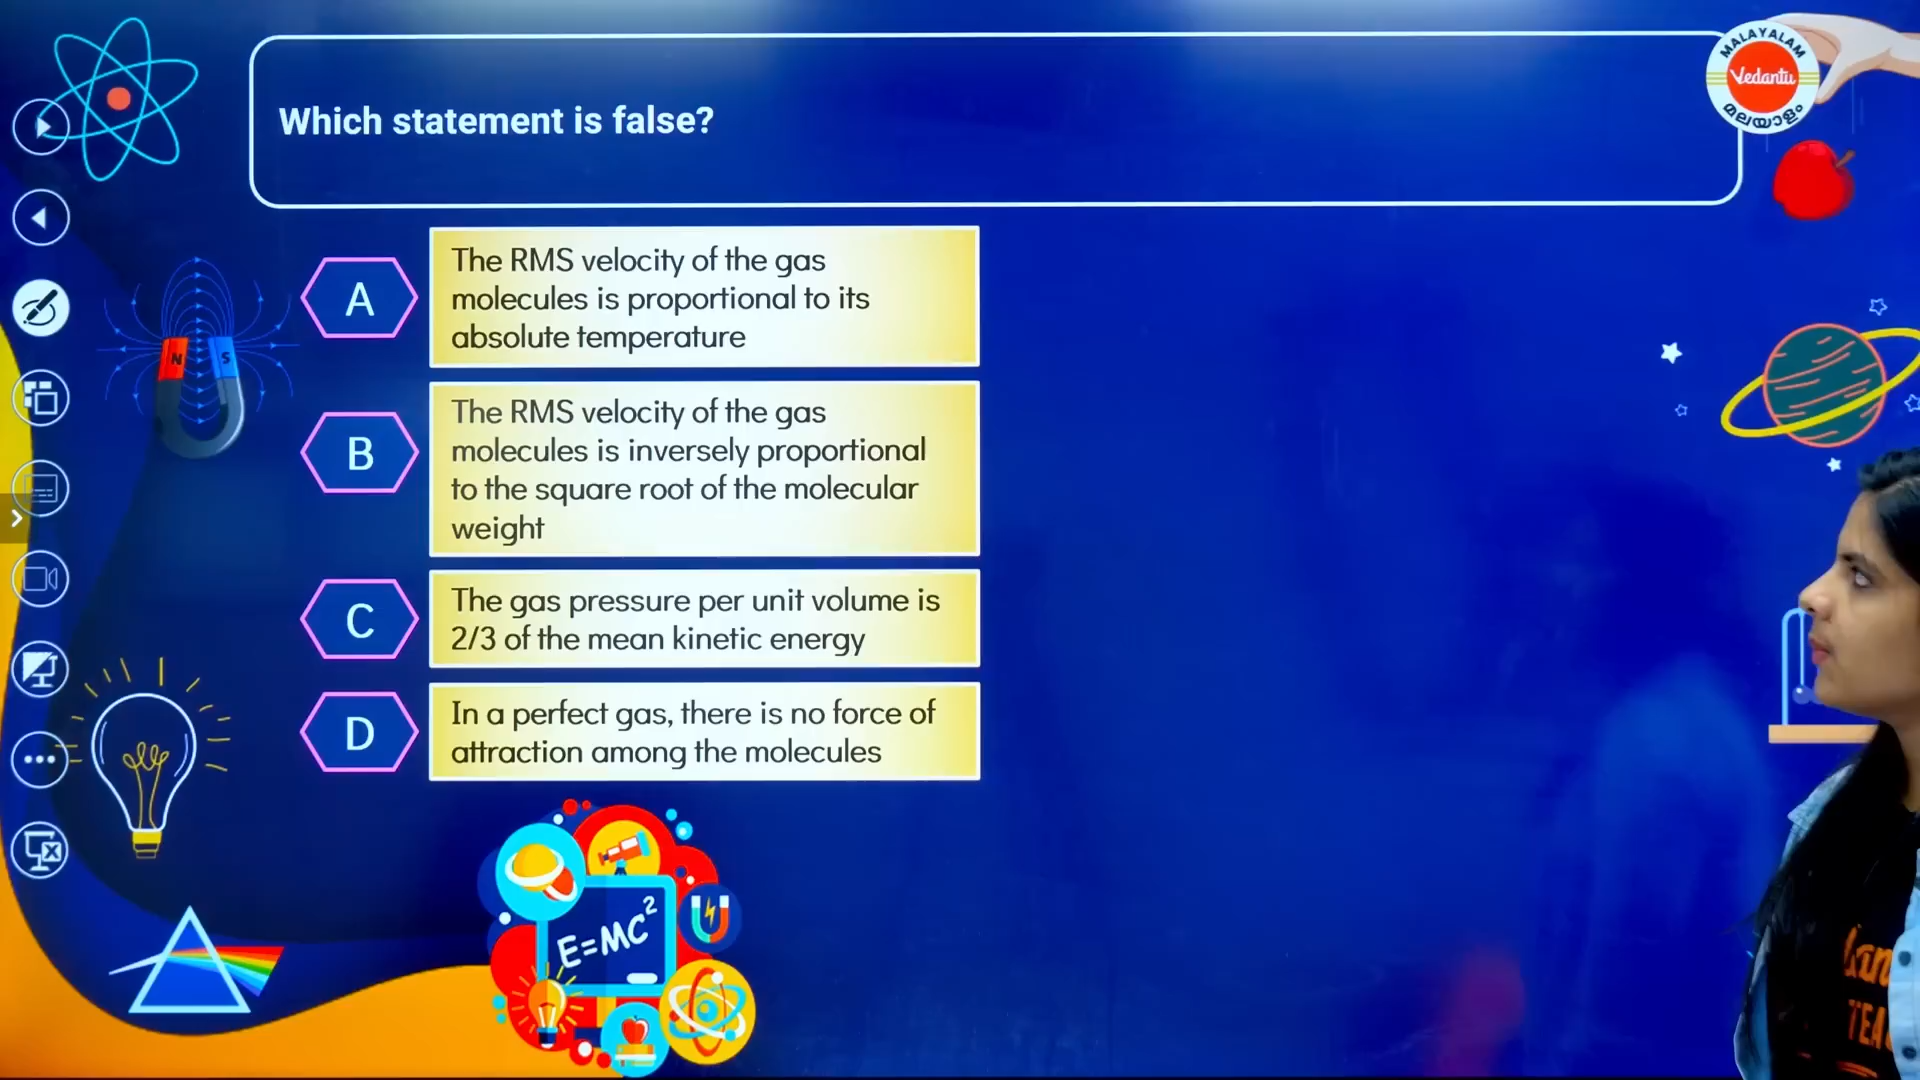 Which statement is false?
MALAYALAM
Vedantu
മലയാളം
A
The RMS velocity of the gas
molecules is proportional to its
absolute temperature
N S
B
The RMS velocity of the gas
molecules is inversely proportional
to the square root of the molecular
weight
C
The gas pressure per unit volume is
2/3 of the mean kinetic energy
D
In a perfect gas, there is no force of
attraction among the molecules
E=MC²